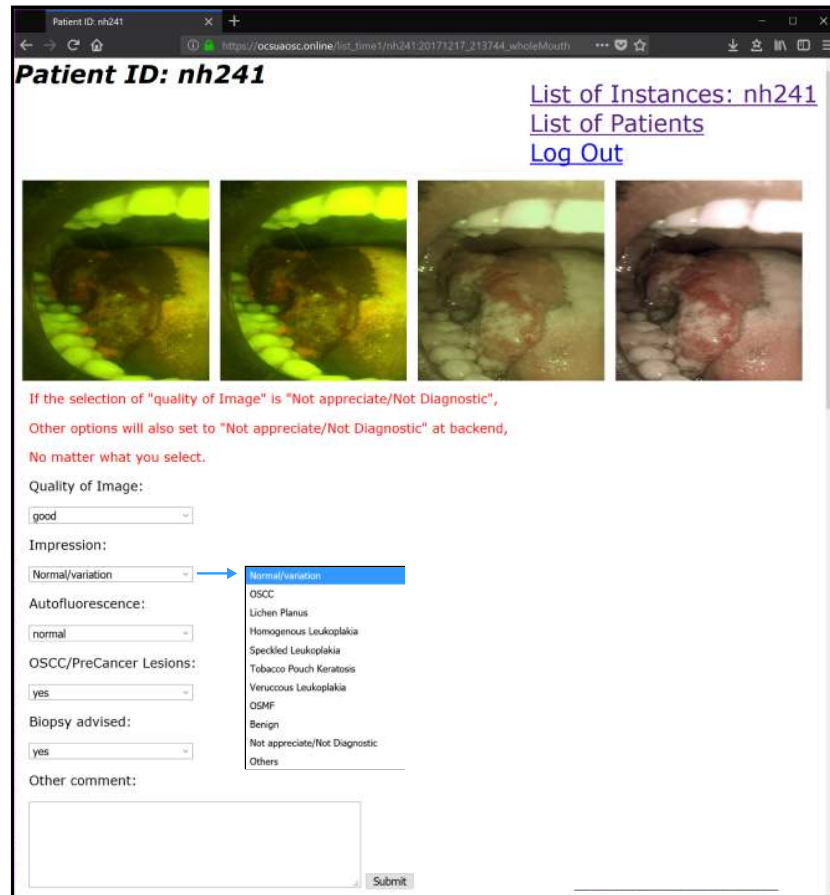 Patient ID: nh241
https://ocsuaosc.online/list_time1/nh241:20171217_213744_wholeMouth
Patient ID: nh241
List of Instances: nh241
List of Patients
Log Out
If the selection of "quality of Image" is "Not appreciate/Not Diagnostic",
Other options will also set to "Not appreciate/Not Diagnostic" at backend,
No matter what you select.
Quality of Image:
good
Impression:
Normal/variation
Normal/variation
OSCC
Lichen Planus
Homogenous Leukoplakia
Speckled Leukoplakia
Tobacco Pouch Keratosis
Veruccous Leukoplakia
OSMF
Benign
Not appreciate/Not Diagnostic
Others
Autofluorescence:
normal
OSCC/PreCancer Lesions:
yes
Biopsy advised:
yes
Other comment:
Submit